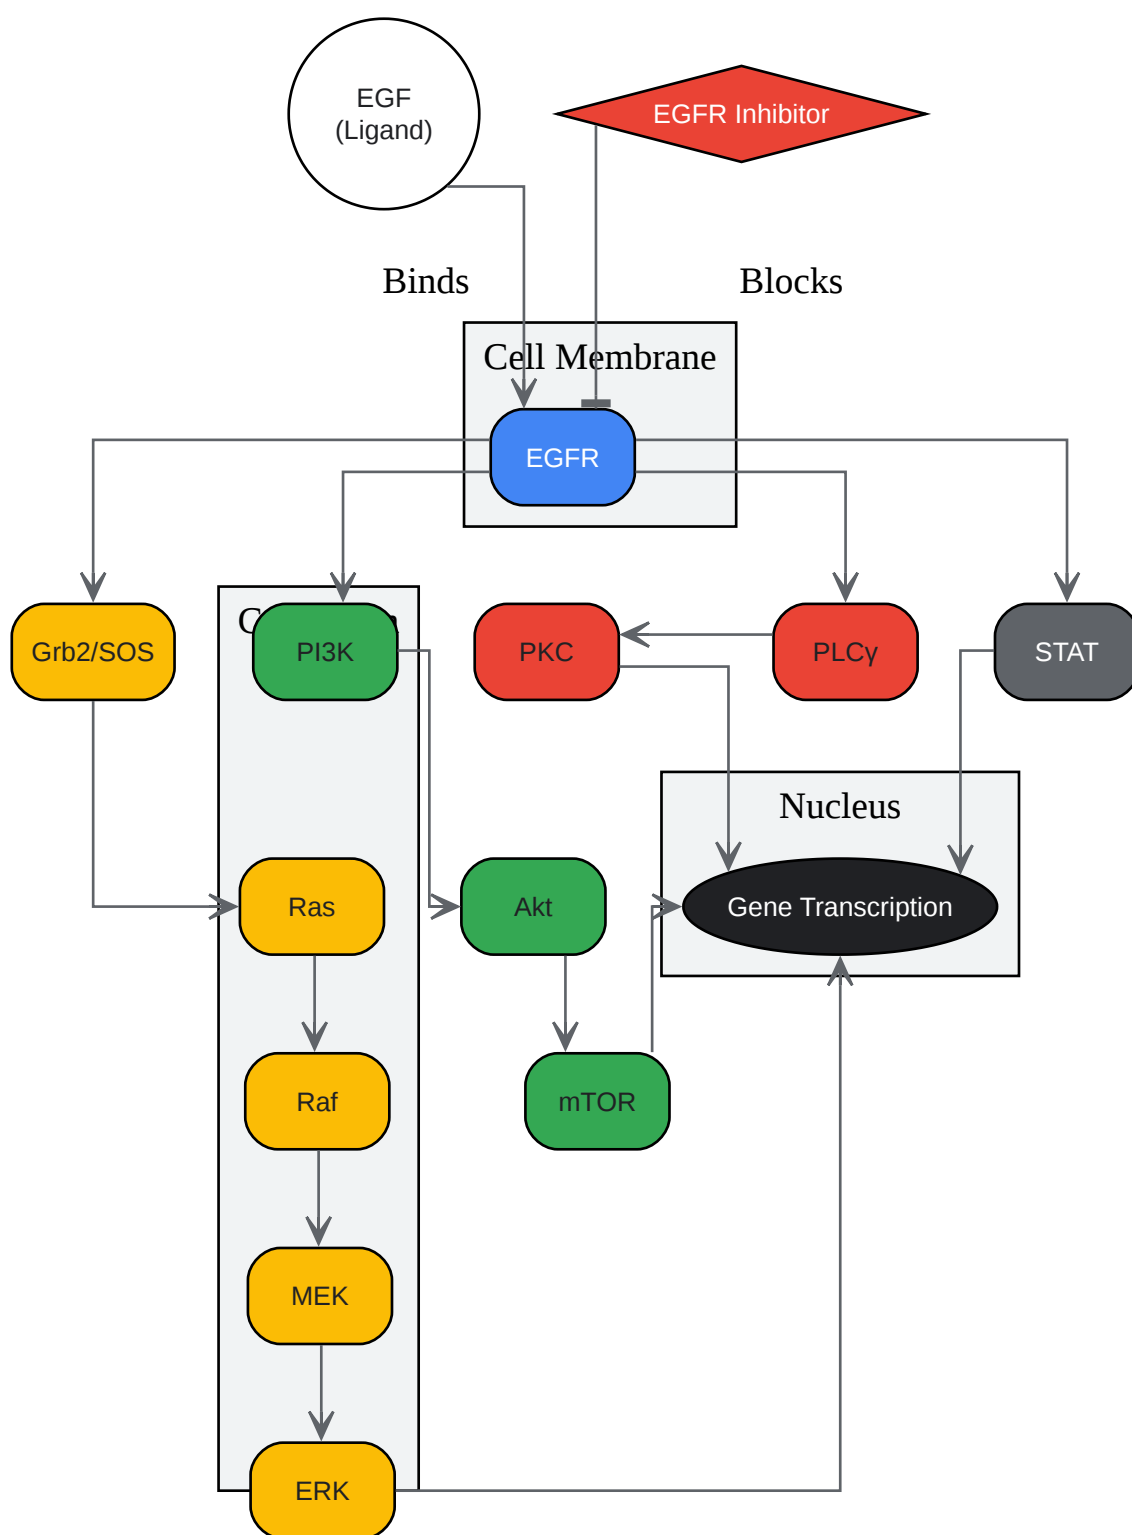 EGF
(Ligand)
EGFR Inhibitor
Binds
Blocks
Cell Membrane
EGFR
Grb2/SOS
PI3K
PKC
PLCγ
STAT
Nucleus
Ras
Akt
Gene Transcription
Raf
mTOR
MEK
ERK